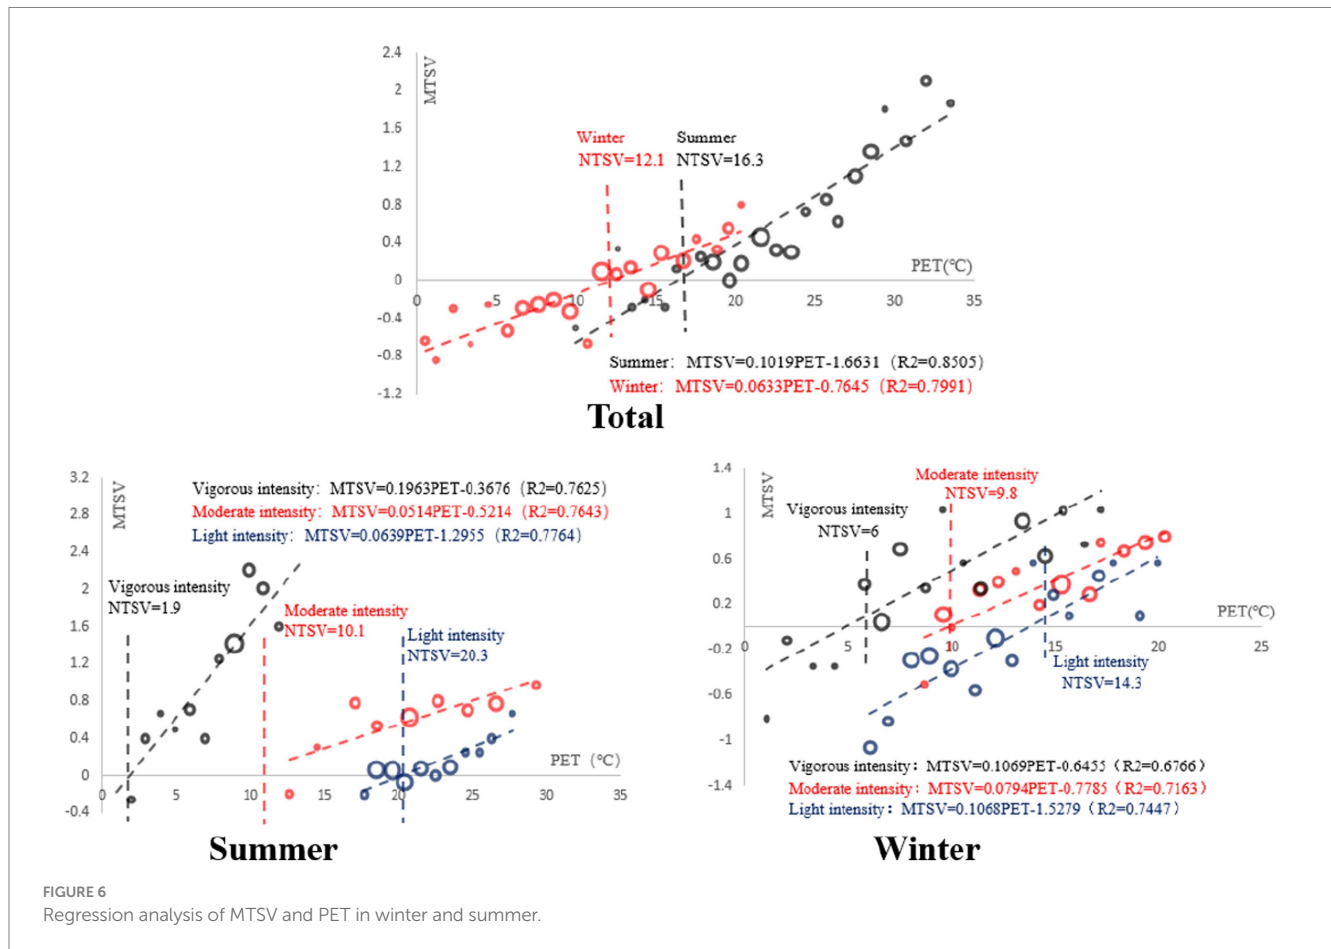 2.4
MTSV
2
1.6
Winter
NTSV=12.1
Summer
NTSV=16.3
1.2
0.8
0.4
PET(℃)
0
0 5 10 15 20 25 30 35
-0.4
-0.8
-1.2
Summer: MTSV=0.1019PET-1.6631 (R2=0.8505)
Winter: MTSV=0.0633PET-0.7645 (R2=0.7991)
Total
3.2
MTSV
Vigorous intensity: MTSV=0.1963PET-0.3676 (R2=0.7625)
Moderate intensity: MTSV=0.0514PET-0.5214 (R2=0.7643)
Light intensity: MTSV=0.0639PET-1.2955 (R2=0.7764)
2.8
2.4
2
Vigorous intensity
NTSV=1.9
Moderate intensity
NTSV=10.1
1.6
Light intensity
NTSV=20.3
1.2
0.8
0.4
PET (℃)
0
0 5 10 15 20 25 30 35
-0.4
Summer
1.4
MTSV
Moderate intensity
NTSV=9.8
Vigorous intensity
NTSV=6
1
0.6
0.2
PET(℃)
0 5 10 15 20 25
-0.2
Light intensity
NTSV=14.3
-0.6
-1
-1.4
Vigorous intensity: MTSV=0.1069PET-0.6455 (R2=0.6766)
Moderate intensity: MTSV=0.0794PET-0.7785 (R2=0.7163)
Light intensity: MTSV=0.1068PET-1.5279 (R2=0.7447)
Winter
FIGURE 6
Regression analysis of MTSV and PET in winter and summer.